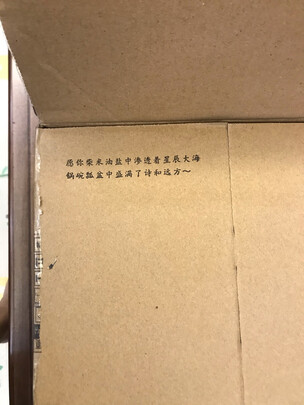 愿你柴米油盐中渗透着星辰大海
锅碗瓢盆中盛满了诗和远方～